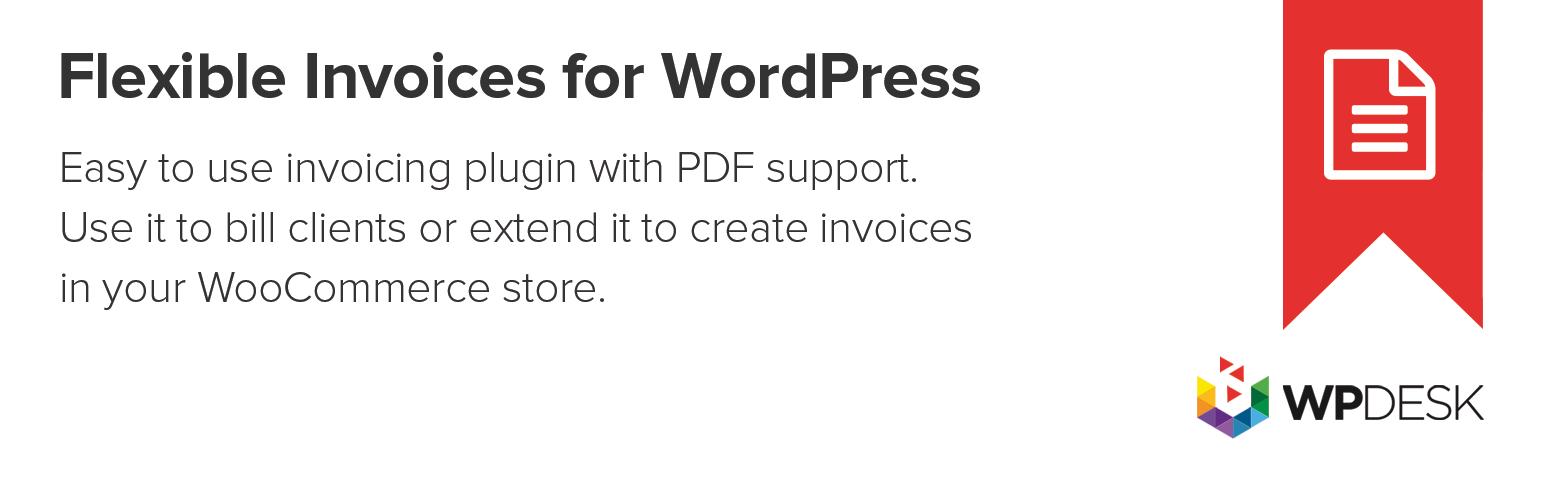 Flexible Invoices for WordPress
Easy to use invoicing plugin with PDF support.
Use it to bill clients or extend it to create invoices
in your WooCommerce store.
WPDESK